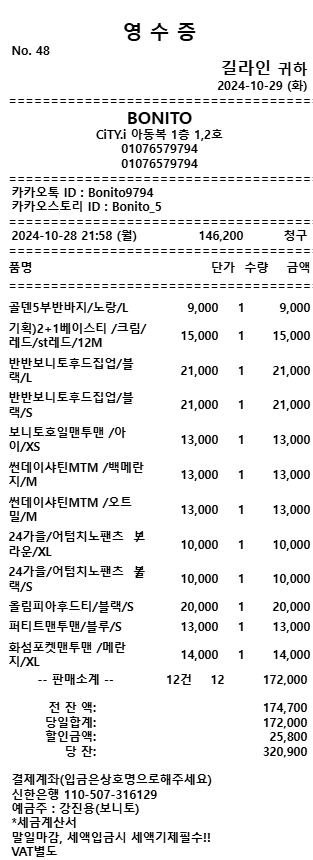 영 수 증
No. 48
길라인 귀하
2024-10-29 (화)
BONITO
CiTY.i 아동복 1층 1,2호
01076579794
01076579794
카카오톡 ID : Bonito9794
카카오스토리 ID : Bonito_5
2024-10-28 21:58 (월) 146,200 청구
품명 단가 수량 금액
골덴5부반바지/노랑/L 9,000 1 9,000
기획)2+1베이스티 /크림/
레드/st레드/12M 15,000 1 15,000
반반보니토후드집업/블
랙/L 21,000 1 21,000
반반보니토후드집업/블
랙/S 21,000 1 21,000
보니토호일맨투맨 /아
이/XS 13,000 1 13,000
썬데이샤틴MTM /백메란
지/M 13,000 1 13,000
썬데이샤틴MTM /오트
밀/M 13,000 1 13,000
24가을/어텀치노팬츠 브
라운/XL 10,000 1 10,000
24가을/어텀치노팬츠 블
랙/S 10,000 1 10,000
올림피아후드티/블랙/S 20,000 1 20,000
퍼티트맨투맨/블루/S 13,000 1 13,000
화섬포켓맨투맨 /메란
지/XL 14,000 1 14,000
-- 판매소계 -- 12건 12 172,000
전 잔 액: 174,700
당일합계: 172,000
할인금액: 25,800
당 잔: 320,900
결제계좌(입금은상호명으로해주세요)
신한은행 110-507-316129
예금주 : 강진용(보니토)
*세금계산서
말일마감, 세액입금시 세액기제필수!!
VAT별도